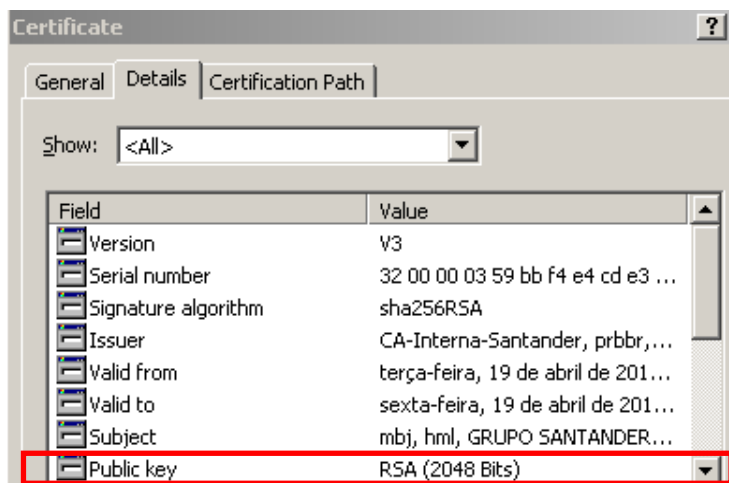 Certificate ?
General Details Certification Path
Show: <All>
Field Value
Version V3
Serial number 32 00 00 03 59 bb f4 e4 cd e3 ...
Signature algorithm sha256RSA
Issuer CA-Interna-Santander, prbbr,...
Valid from terça-feira, 19 de abril de 201...
Valid to sexta-feira, 19 de abril de 201...
Subject mbj, hml, GRUPO SANTANDER...
Public key RSA (2048 Bits)